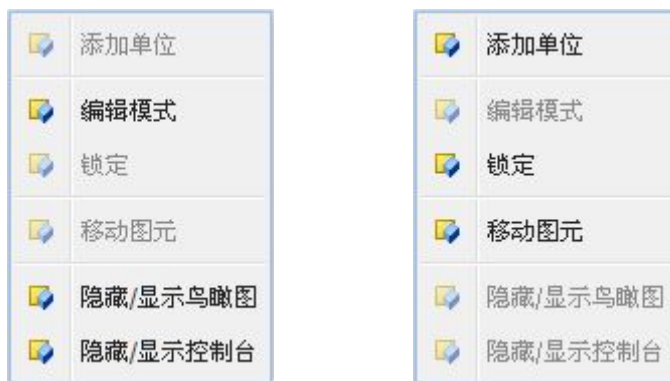 添加单位
编辑模式
锁定
移动图元
隐藏/显示鸟瞰图
隐藏/显示控制台
添加单位
编辑模式
锁定
移动图元
隐藏/显示鸟瞰图
隐藏/显示控制台